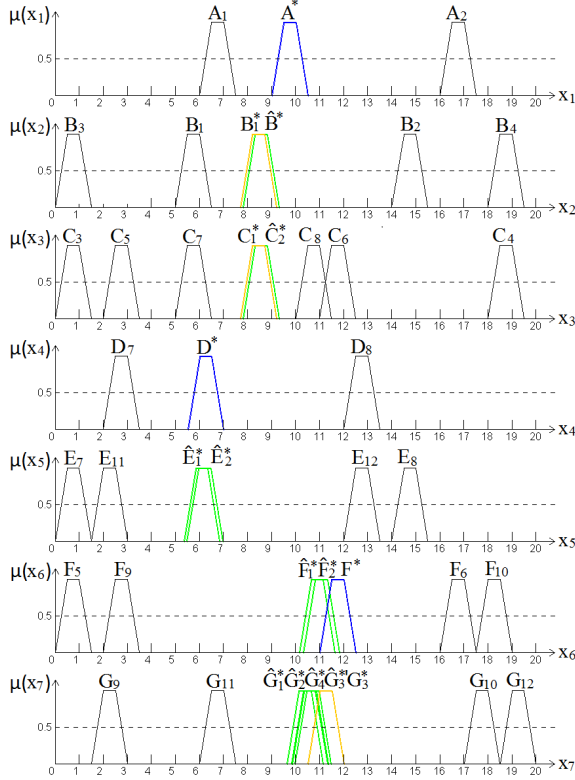 μ(x₁) A₁ A* A₂
0.5
0 1 2 3 4 5 6 7 8 9 10 11 12 13 14 15 16 17 18 19 20 x₁
μ(x₂) B₃ B₁ B₁* B̂* B₂ B₄
0.5
0 1 2 3 4 5 6 7 8 9 10 11 12 13 14 15 16 17 18 19 20 x₂
μ(x₃) C₃ C₅ C₇ C₁* Ĉ₂* C₈ C₆ C₄
0.5
0 1 2 3 4 5 6 7 8 9 10 11 12 13 14 15 16 17 18 19 20 x₃
μ(x₄) D₇ D* D₈
0.5
0 1 2 3 4 5 6 7 8 9 10 11 12 13 14 15 16 17 18 19 20 x₄
μ(x₅) E₇ E₁₁ Ê₁* Ê₂* E₁₂ E₈
0.5
0 1 2 3 4 5 6 7 8 9 10 11 12 13 14 15 16 17 18 19 20 x₅
μ(x₆) F₅ F₉ F̂₁* F̂₂* F* F₆ F₁₀
0.5
0 1 2 3 4 5 6 7 8 9 10 11 12 13 14 15 16 17 18 19 20 x₆
μ(x₇) G₉ G₁₁ Ĝ₁* Ĝ₂* Ĝ₄* Ĝ₃* G₃* G₁₀ G₁₂
0.5
0 1 2 3 4 5 6 7 8 9 10 11 12 13 14 15 16 17 18 19 20 x₇